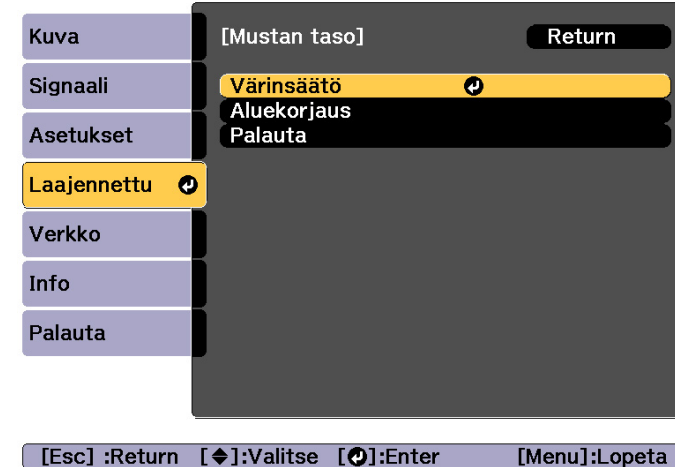 Kuva
Signaali
Asetukset
Laajennettu
Verkko
Info
Palauta
[Mustan taso] Return
Värinsäätö
Aluekorjaus
Palauta
[Esc] :Return [◆]:Valitse [↵]:Enter [Menu]:Lopeta